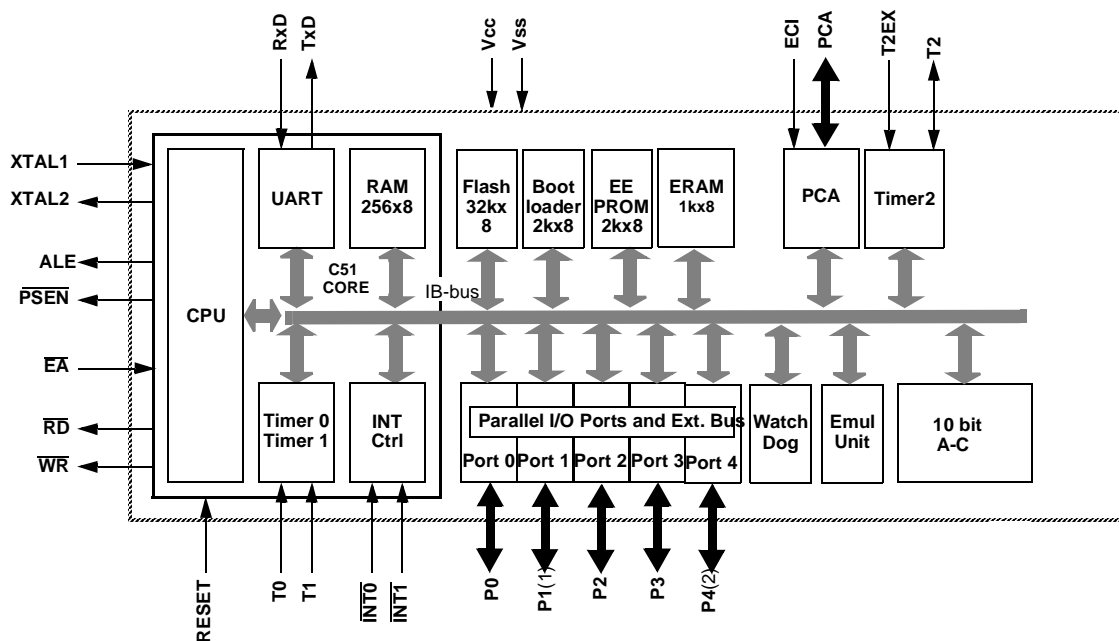 RxD
TxD
Vcc
Vss
ECI
PCA
T2EX
T2
XTAL1
XTAL2
ALE
PSEN
EA
RD
WR
CPU
UART
RAM
256x8
C51
CORE
IB-bus
Flash
32kx
8
Boot
loader
2kx8
EE
PROM
2kx8
ERAM
1kx8
PCA
Timer2
Timer 0
Timer 1
INT
Ctrl
Parallel I/O Ports and Ext. Bus
Port 0
Port 1
Port 2
Port 3
Port 4
Watch
Dog
Emul
Unit
10 bit
A-C
RESET
T0
T1
INT0
INT1
P0
P1(1)
P2
P3
P4(2)